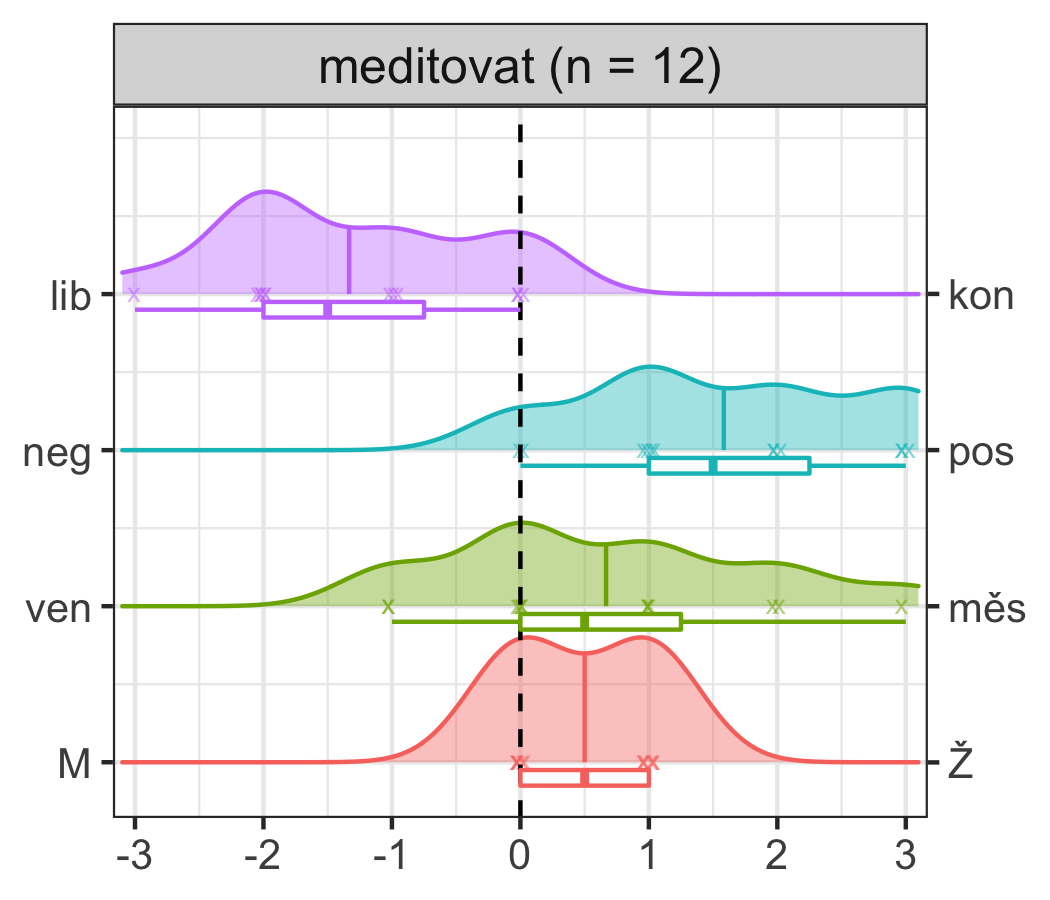 meditovat (n = 12)
lib kon
neg pos
ven měs
M Ž
-3 -2 -1 0 1 2 3